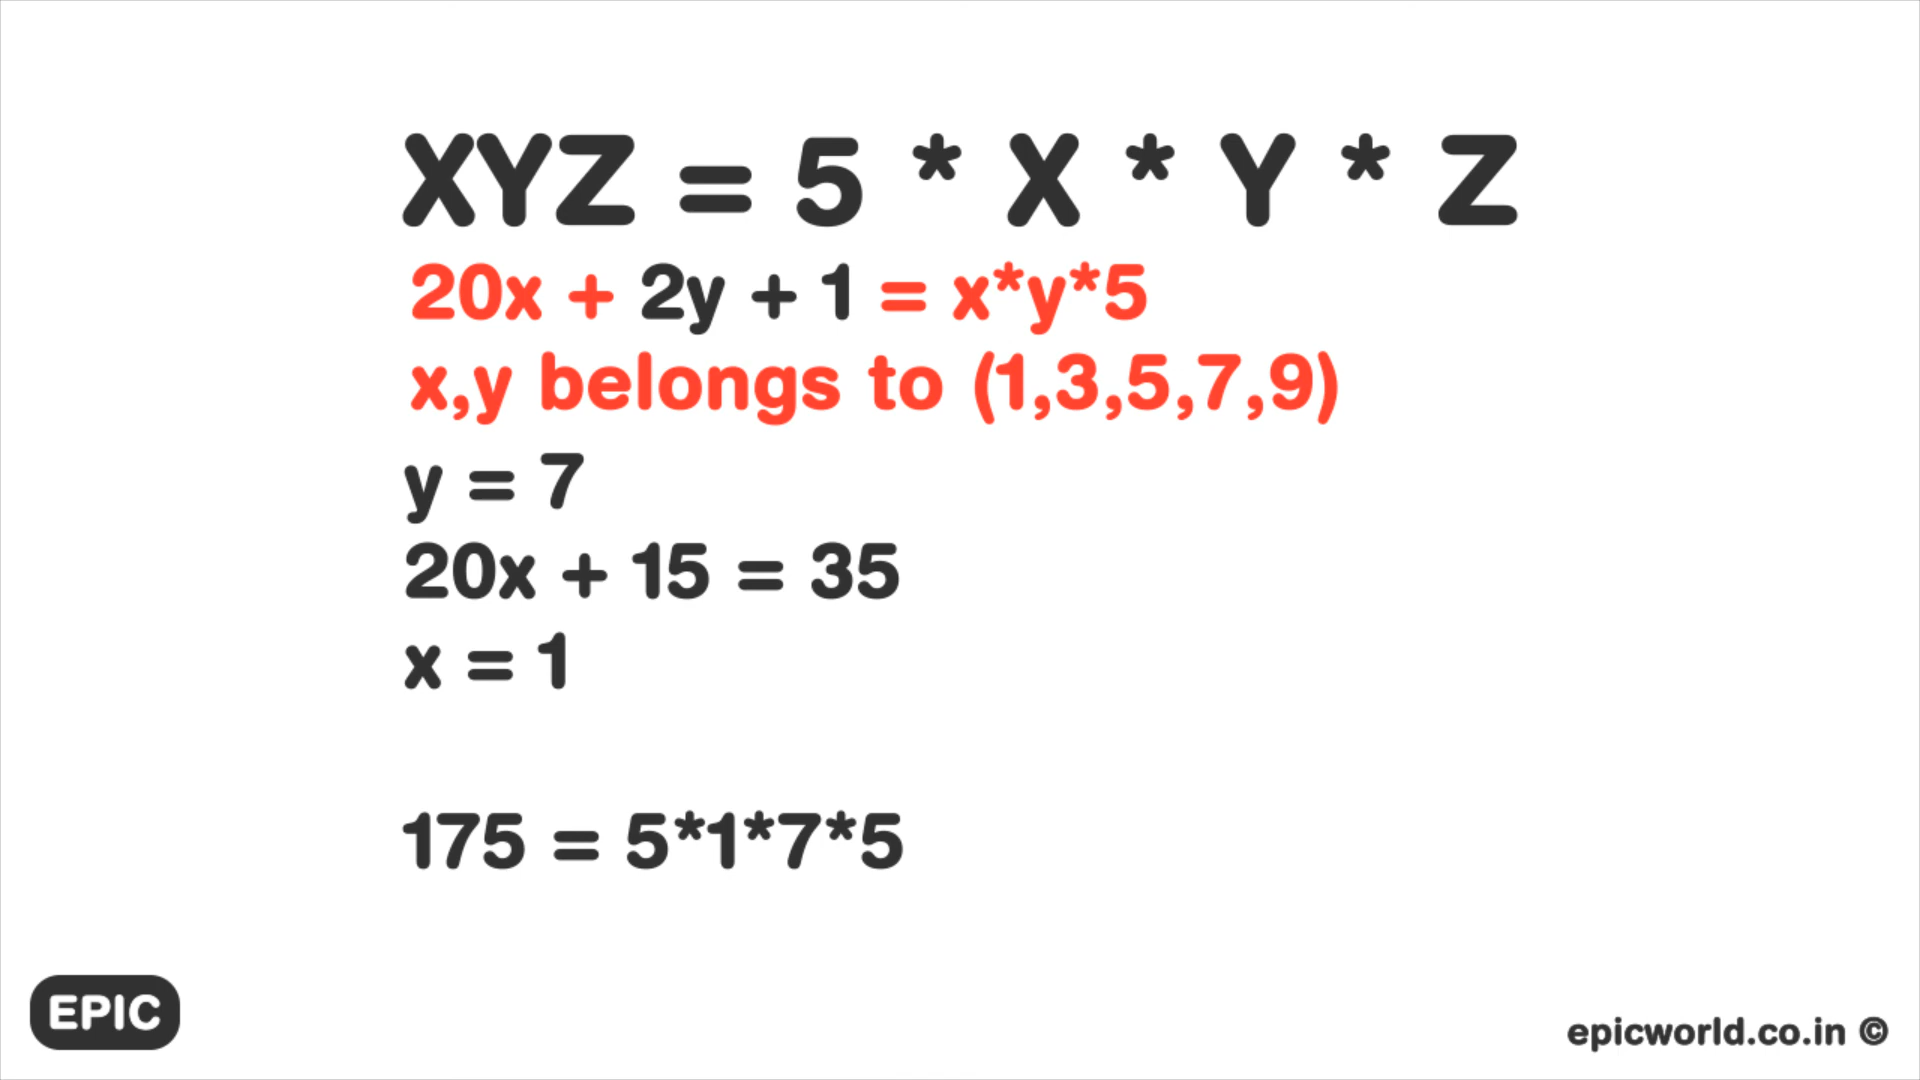 XYZ = 5 * X * Y * Z
20x + 2y + 1 = x*y*5
x,y belongs to (1,3,5,7,9)
y = 7
20x + 15 = 35
x = 1
175 = 5*1*7*5
EPIC
epicworld.co.in ©